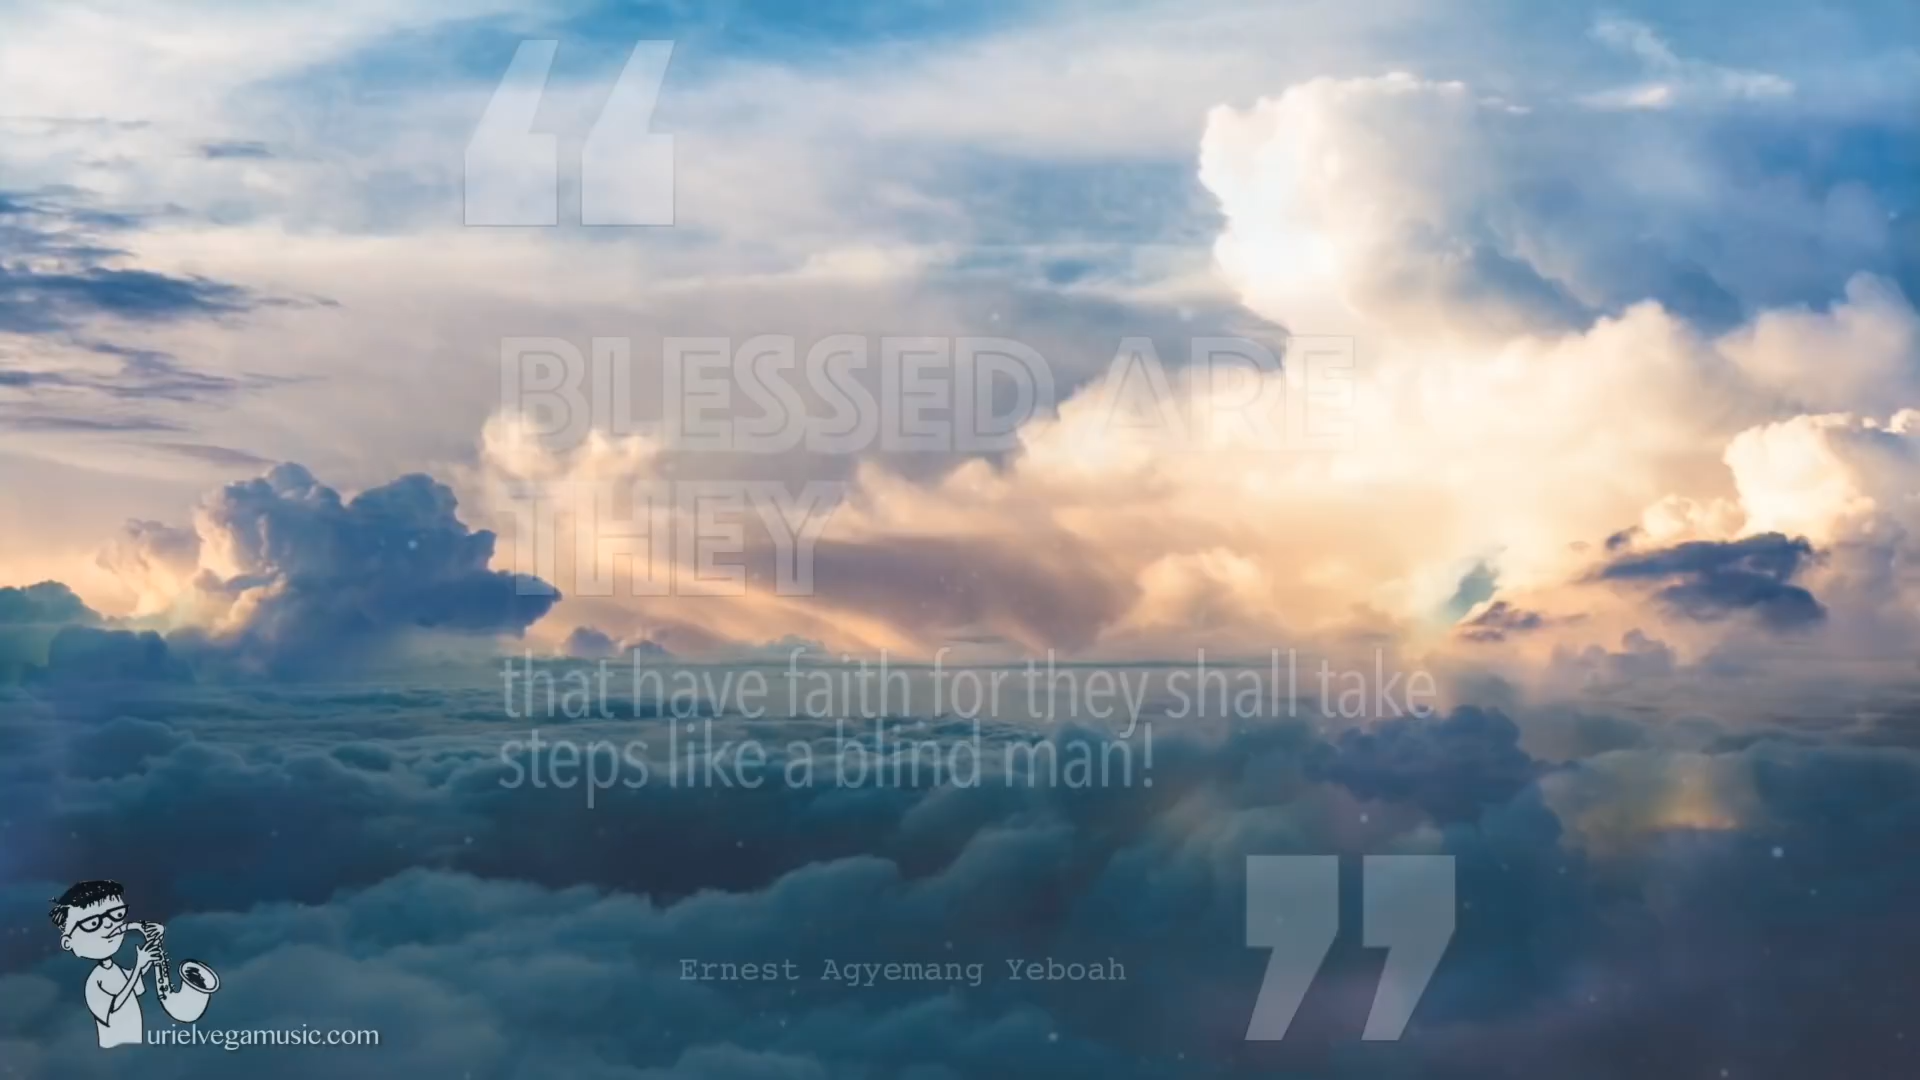 “
BLESSED ARE
THEY
that have faith for they shall take
steps like a blind man!
”
Ernest Agyemang Yeboah
urielvegamusic.com